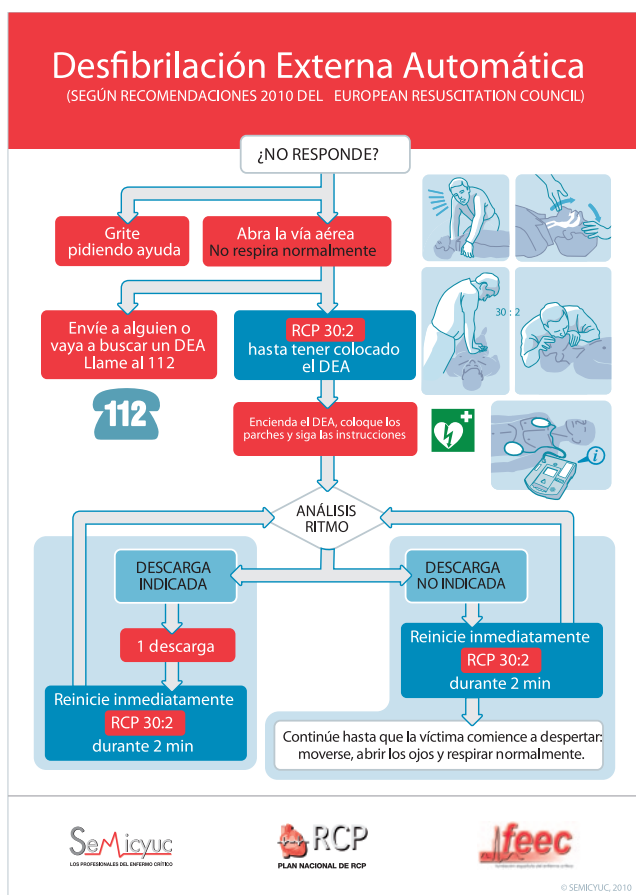 Desfibrilación Externa Automática
(SEGÚN RECOMENDACIONES 2010 DEL EUROPEAN RESUSCITATION COUNCIL)
¿NO RESPONDE?
Grite
pidiendo ayuda
Abra la vía aérea
No respira normalmente
Envíe a alguien o
vaya a buscar un DEA
Llame al 112
RCP 30:2
hasta tener colocado
el DEA
30 : 2
112
Encienda el DEA, coloque los
parches y siga las instrucciones
i
ANÁLISIS
RITMO
DESCARGA
INDICADA
DESCARGA
NO INDICADA
1 descarga
Reinicie inmediatamente
RCP 30:2
durante 2 min
Reinicie inmediatamente
RCP 30:2
durante 2 min
Continúe hasta que la víctima comience a despertar:
moverse, abrir los ojos y respirar normalmente.
SeMicyuc
LOS PROFESIONALES DEL ENFERMO CRÍTICO
RCP
PLAN NACIONAL DE RCP
feec
fundación española del enfermo crítico
© SEMICYUC, 2010